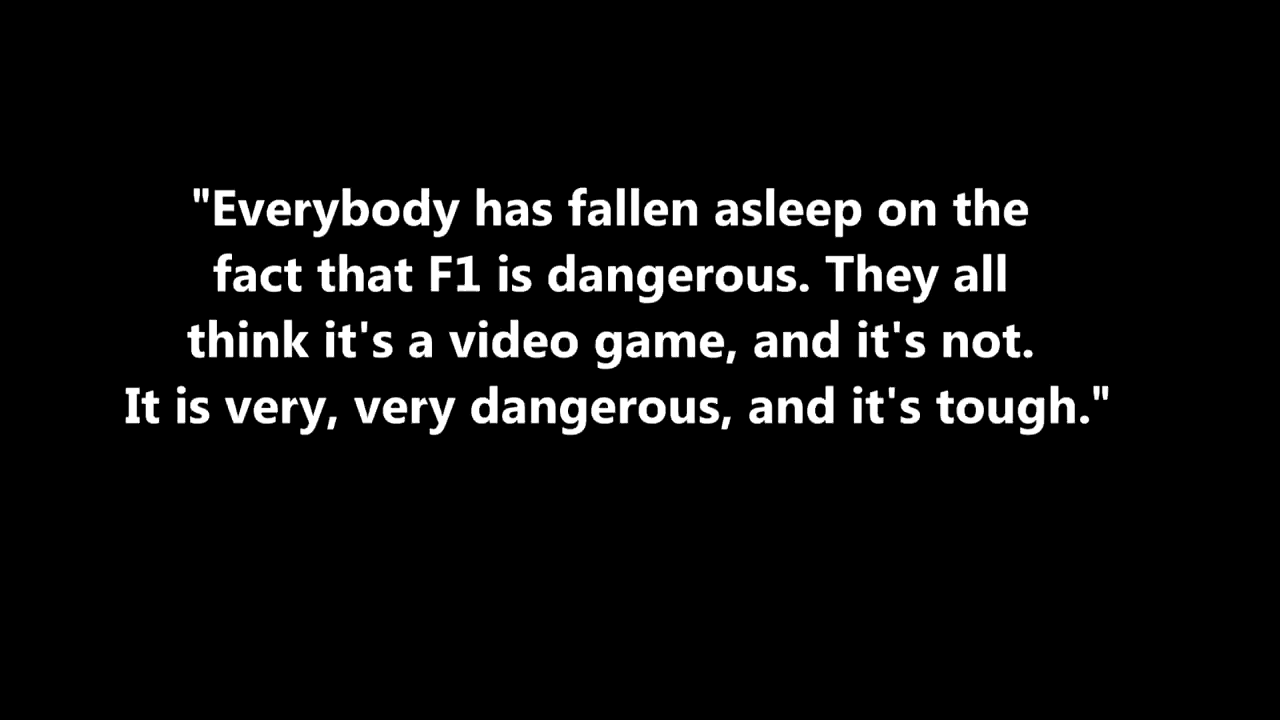 "Everybody has fallen asleep on the
fact that F1 is dangerous. They all
think it's a video game, and it's not.
It is very, very dangerous, and it's tough."